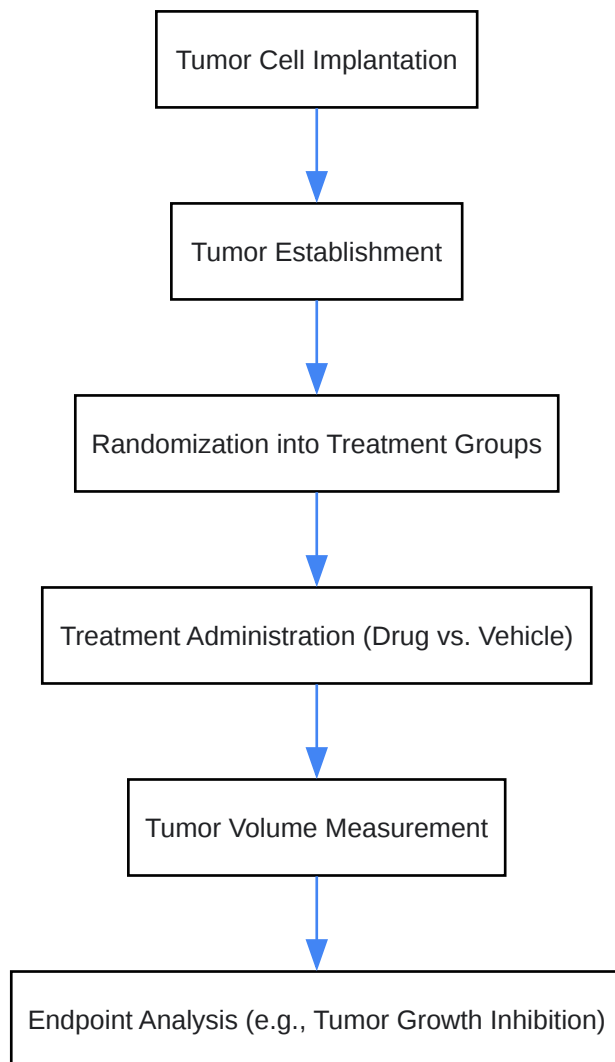 Tumor Cell Implantation
Tumor Establishment
Randomization into Treatment Groups
Treatment Administration (Drug vs. Vehicle)
Tumor Volume Measurement
Endpoint Analysis (e.g., Tumor Growth Inhibition)